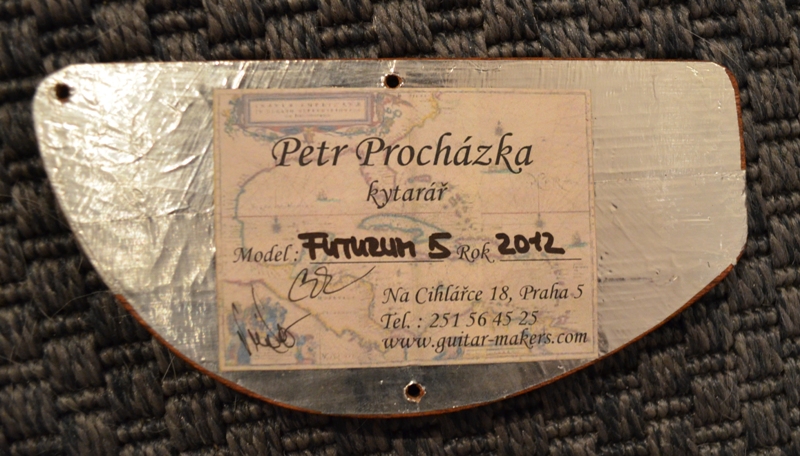 Petr Procházka
kytarář
Model : FUTURUM 5 Rok 2012
Na Cihlářce 18, Praha 5
Tel. : 251 56 45 25
www.guitar-makers.com